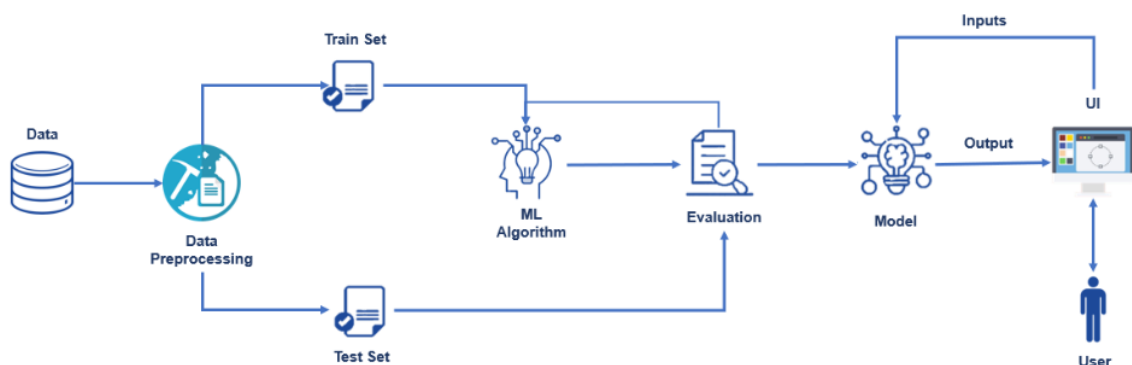 Inputs
Train Set
UI
Data
Output
ML
Algorithm
Evaluation
Model
Data
Preprocessing
Test Set
User